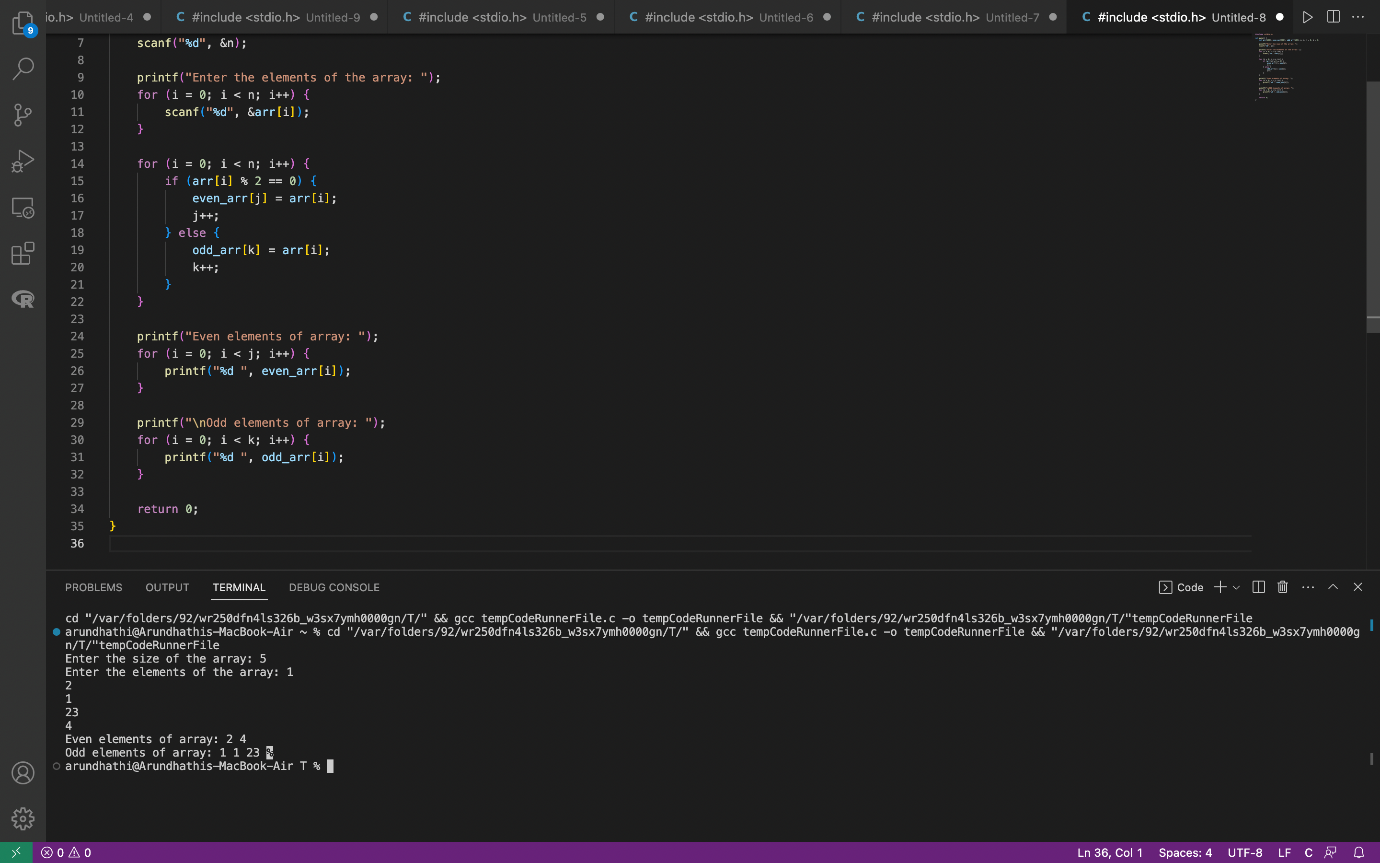 9
io.h> Untitled-4
C #include <stdio.h> Untitled-9
C #include <stdio.h> Untitled-5
C #include <stdio.h> Untitled-6
C #include <stdio.h> Untitled-7
C #include <stdio.h> Untitled-8
7 scanf("%d", &n);
8
9 printf("Enter the elements of the array: ");
10 for (i = 0; i < n; i++) {
11 scanf("%d", &arr[i]);
12 }
13
14 for (i = 0; i < n; i++) {
15 if (arr[i] % 2 == 0) {
16 even_arr[j] = arr[i];
17 j++;
18 } else {
19 odd_arr[k] = arr[i];
20 k++;
21 }
22 }
23
24 printf("Even elements of array: ");
25 for (i = 0; i < j; i++) {
26 printf("%d ", even_arr[i]);
27 }
28
29 printf("\nOdd elements of array: ");
30 for (i = 0; i < k; i++) {
31 printf("%d ", odd_arr[i]);
32 }
33
34 return 0;
35 }
36
PROBLEMS OUTPUT TERMINAL DEBUG CONSOLE Code
cd "/var/folders/92/wr250dfn4ls326b_w3sx7ymh0000gn/T/" && gcc tempCodeRunnerFile.c -o tempCodeRunnerFile && "/var/folders/92/wr250dfn4ls326b_w3sx7ymh0000gn/T/"tempCodeRunnerFile
arundhathi@Arundhathis-MacBook-Air ~ % cd "/var/folders/92/wr250dfn4ls326b_w3sx7ymh0000gn/T/" && gcc tempCodeRunnerFile.c -o tempCodeRunnerFile && "/var/folders/92/wr250dfn4ls326b_w3sx7ymh0000g
n/T/"tempCodeRunnerFile
Enter the size of the array: 5
Enter the elements of the array: 1
2
1
23
4
Even elements of array: 2 4
Odd elements of array: 1 1 23 %
arundhathi@Arundhathis-MacBook-Air T %
0 0 Ln 36, Col 1 Spaces: 4 UTF-8 LF C